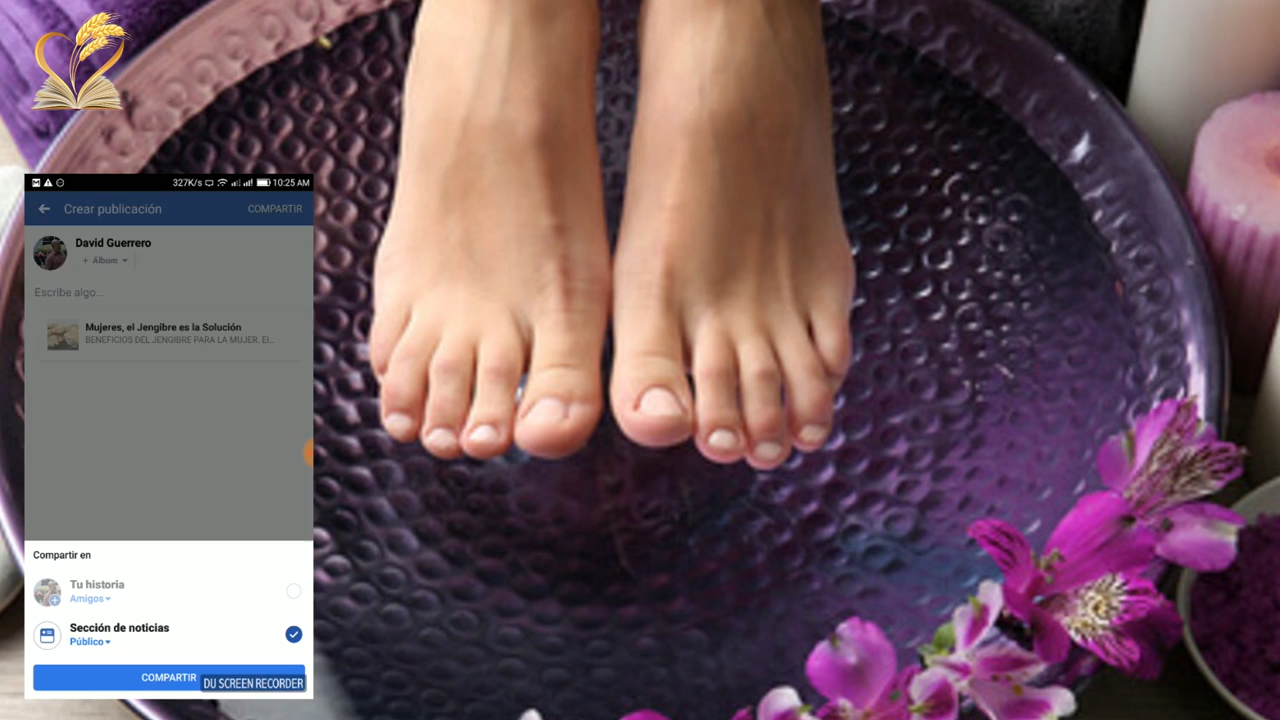 327K/s 10:25 AM
Crear publicación COMPARTIR
David Guerrero
+ Álbum
Escribe algo...
Mujeres, el Jengibre es la Solución
BENEFICIOS DEL JENGIBRE PARA LA MUJER. El...
Compartir en
Tu historia
Amigos
Sección de noticias
Público
COMPARTIR
DU SCREEN RECORDER